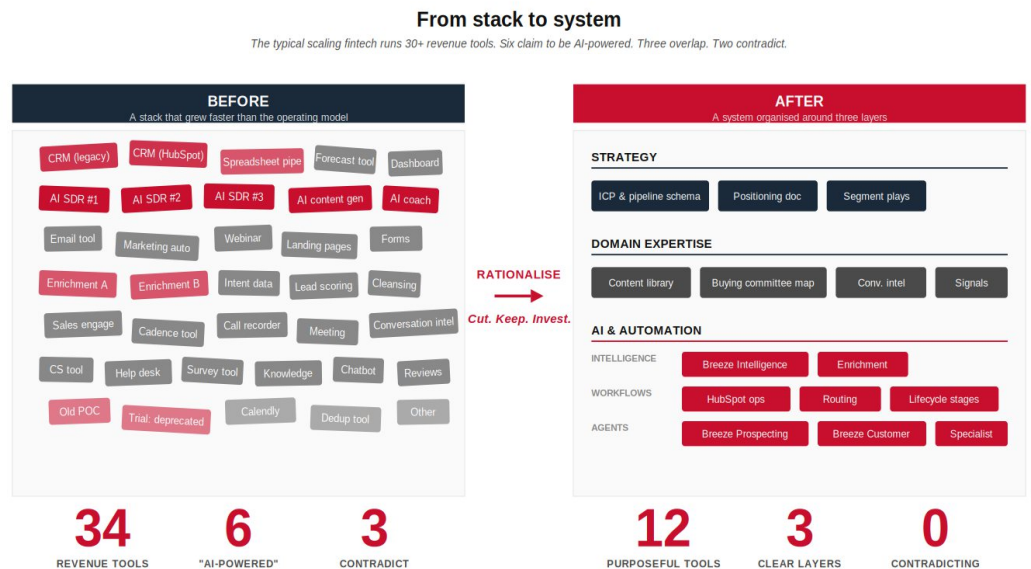 From stack to system
The typical scaling fintech runs 30+ revenue tools. Six claim to be AI-powered. Three overlap. Two contradict.
BEFORE
A stack that grew faster than the operating model
CRM (legacy)
CRM (HubSpot)
Spreadsheet pipe
Forecast tool
Dashboard
AI SDR #1
AI SDR #2
AI SDR #3
AI content gen
AI coach
Email tool
Marketing auto
Webinar
Landing pages
Forms
Enrichment A
Enrichment B
Intent data
Lead scoring
Cleansing
Sales engage
Cadence tool
Call recorder
Meeting
Conversation intel
CS tool
Help desk
Survey tool
Knowledge
Chatbot
Reviews
Old POC
Trial: deprecated
Calendly
Dedup tool
Other
34
REVENUE TOOLS
6
"AI-POWERED"
3
CONTRADICT
RATIONALISE
Cut. Keep. Invest.
AFTER
A system organised around three layers
STRATEGY
ICP & pipeline schema
Positioning doc
Segment plays
DOMAIN EXPERTISE
Content library
Buying committee map
Conv. intel
Signals
AI & AUTOMATION
INTELLIGENCE
Breeze Intelligence
Enrichment
WORKFLOWS
HubSpot ops
Routing
Lifecycle stages
AGENTS
Breeze Prospecting
Breeze Customer
Specialist
12
PURPOSEFUL TOOLS
3
CLEAR LAYERS
0
CONTRADICTING